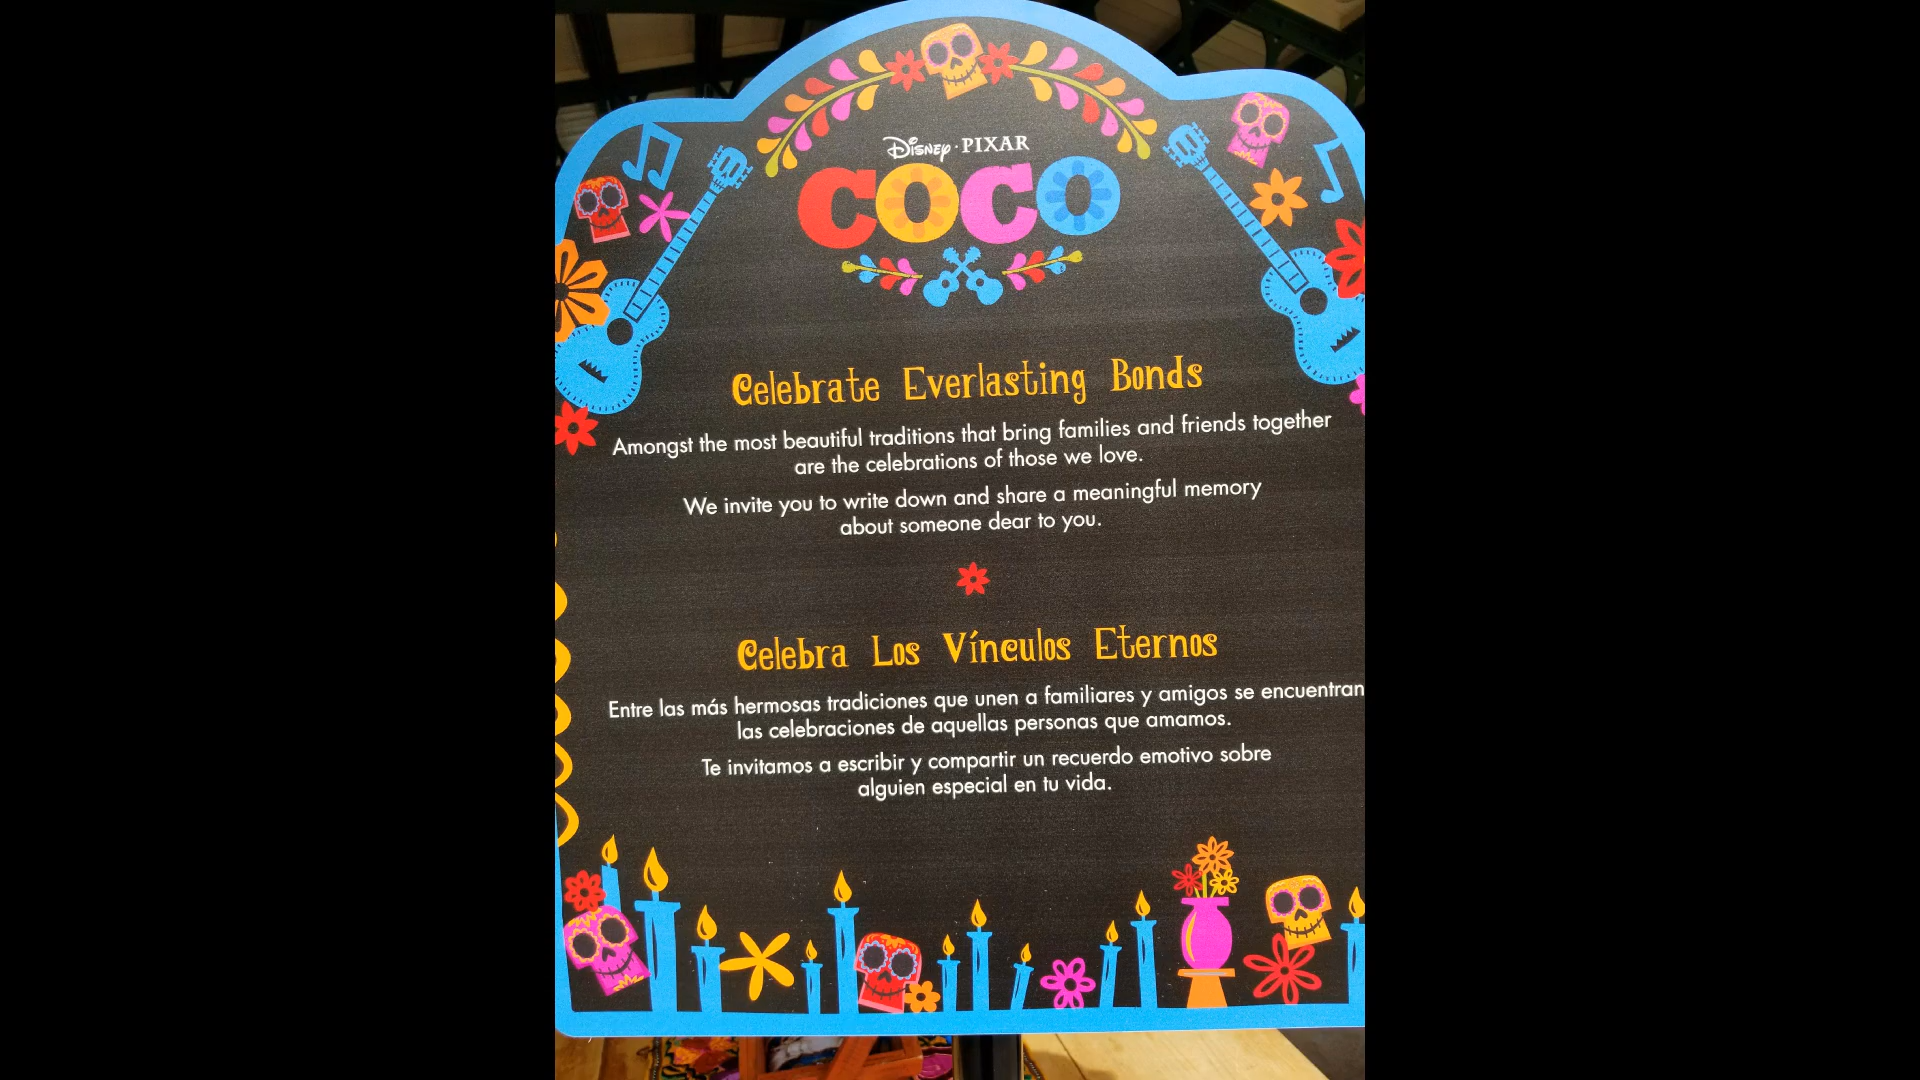 Disney·PIXAR
COCO
Celebrate Everlasting Bonds
Amongst the most beautiful traditions that bring families and friends together
are the celebrations of those we love.
We invite you to write down and share a meaningful memory
about someone dear to you.
Celebra Los Vínculos Eternos
Entre las más hermosas tradiciones que unen a familiares y amigos se encuentran
las celebraciones de aquellas personas que amamos.
Te invitamos a escribir y compartir un recuerdo emotivo sobre
alguien especial en tu vida.